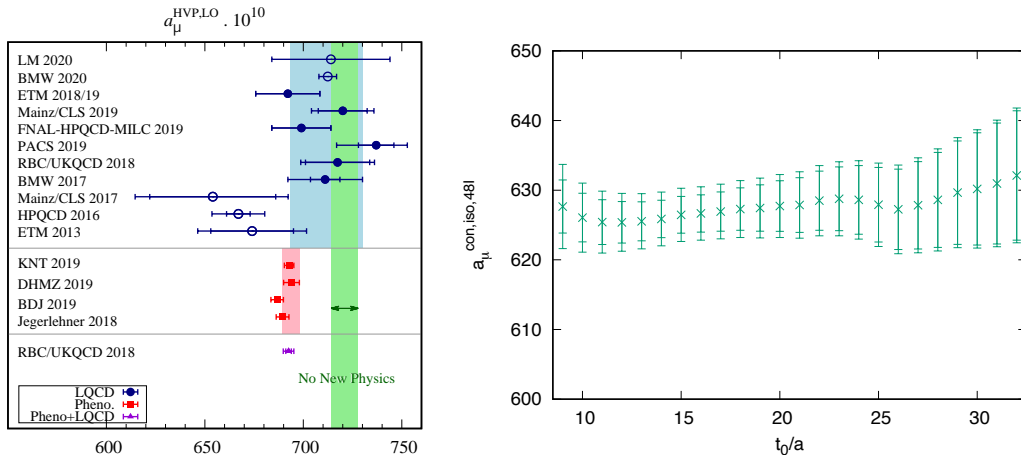 a_μ^HVP,LO . 10^10
LM 2020
BMW 2020
ETM 2018/19
Mainz/CLS 2019
FNAL-HPQCD-MILC 2019
PACS 2019
RBC/UKQCD 2018
BMW 2017
Mainz/CLS 2017
HPQCD 2016
ETM 2013
KNT 2019
DHMZ 2019
BDJ 2019
Jegerlehner 2018
RBC/UKQCD 2018
No New Physics
LQCD
Pheno.
Pheno+LQCD
600 650 700 750
a_μ^con,iso,48I
650
640
630
620
610
600
10 15 20 25 30
t_0/a